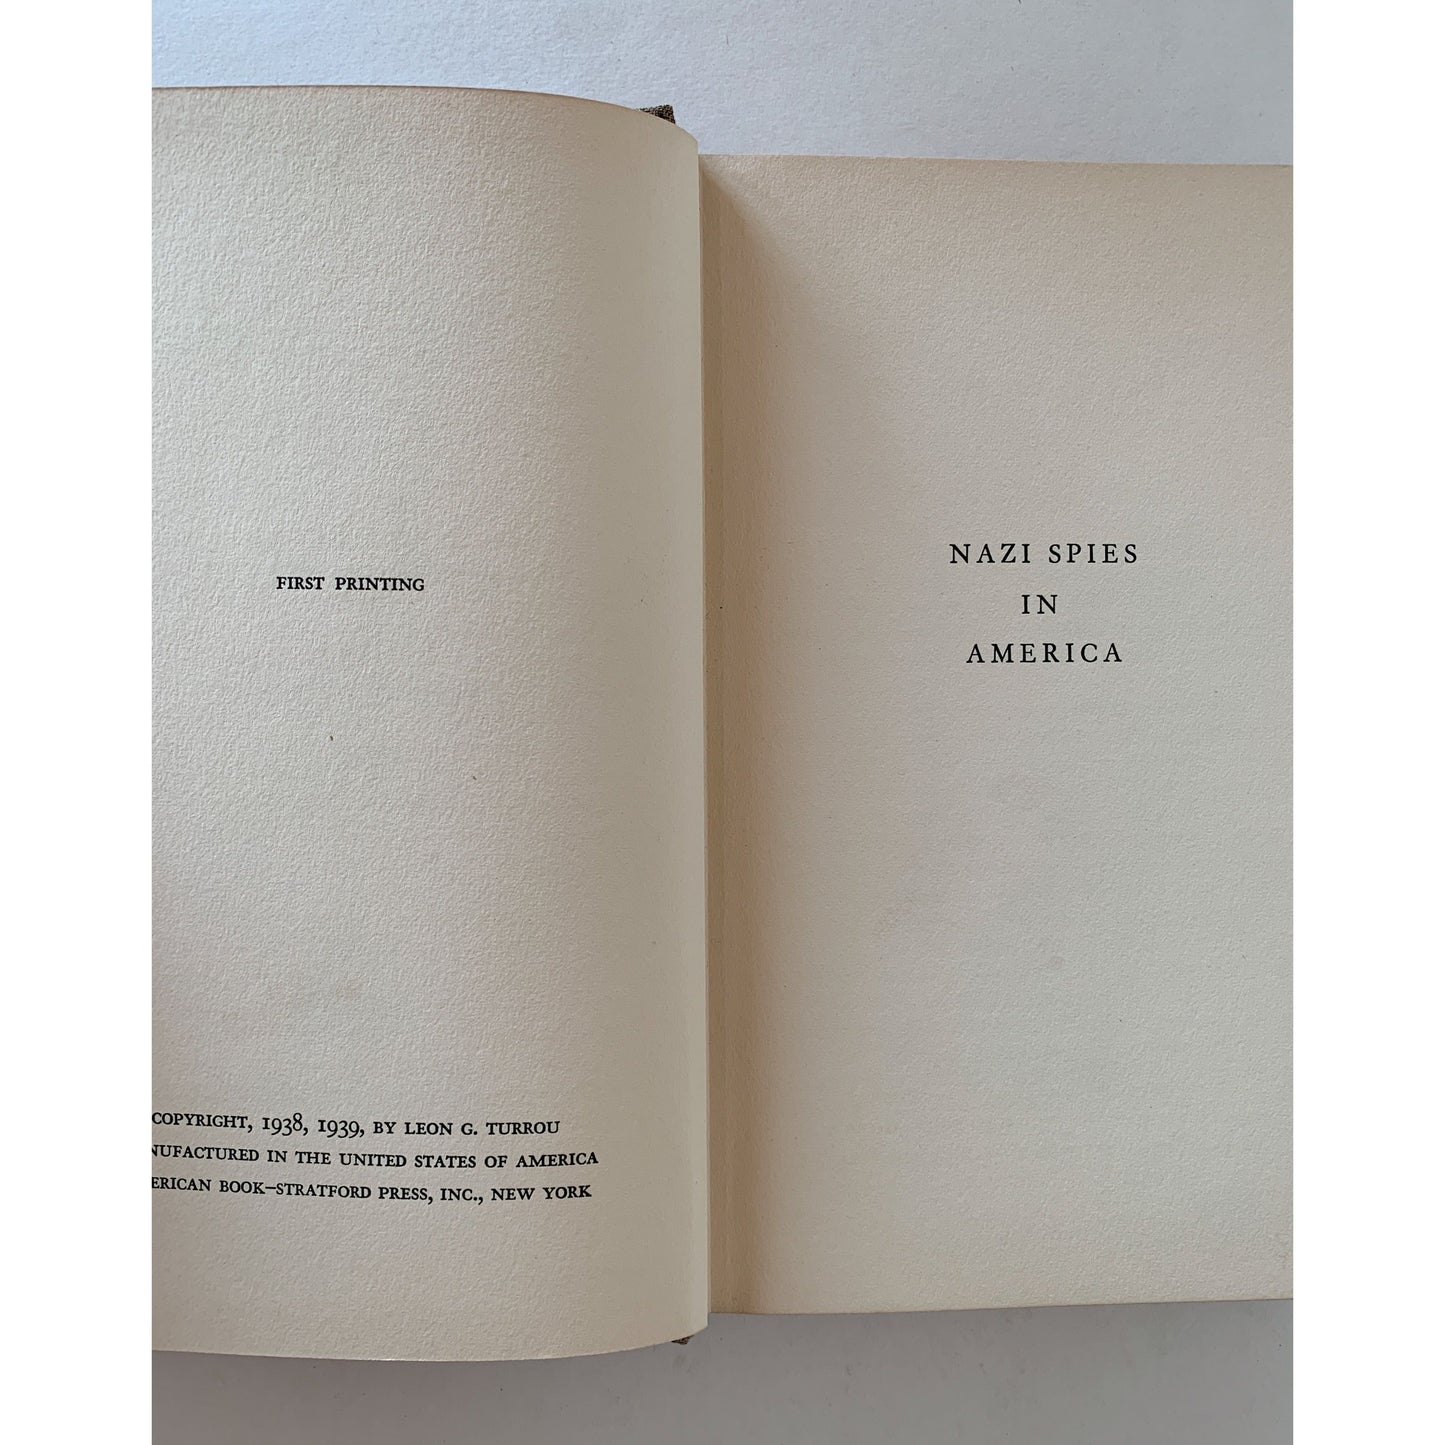 FIRST PRINTING
COPYRIGHT, 1938, 1939, BY LEON G. TURROU
NUFACTURED IN THE UNITED STATES OF AMERICA
ERICAN BOOK–STRATFORD PRESS, INC., NEW YORK
NAZI SPIES
IN
AMERICA